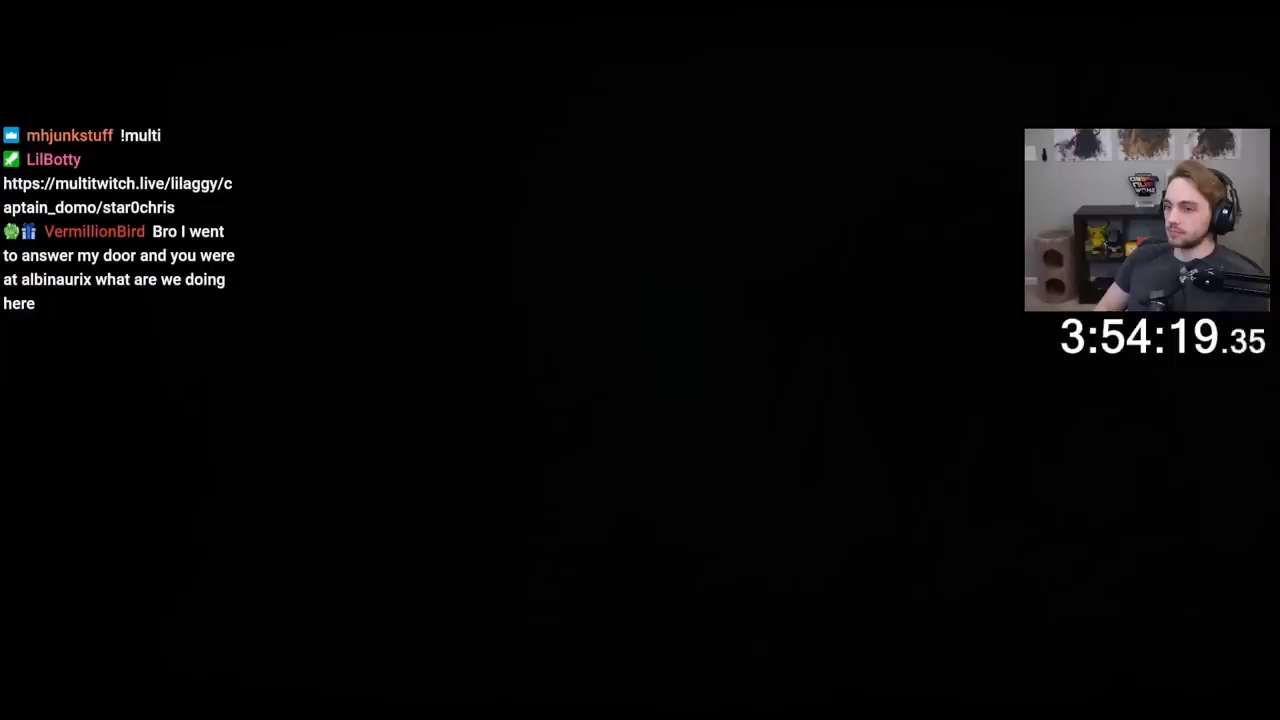 mhjunkstuff !multi
LilBotty
https://multitwitch.live/lilaggy/c
aptain_domo/star0chris
VermillionBird Bro I went
to answer my door and you were
at albinaurix what are we doing
here
3:54:19.35